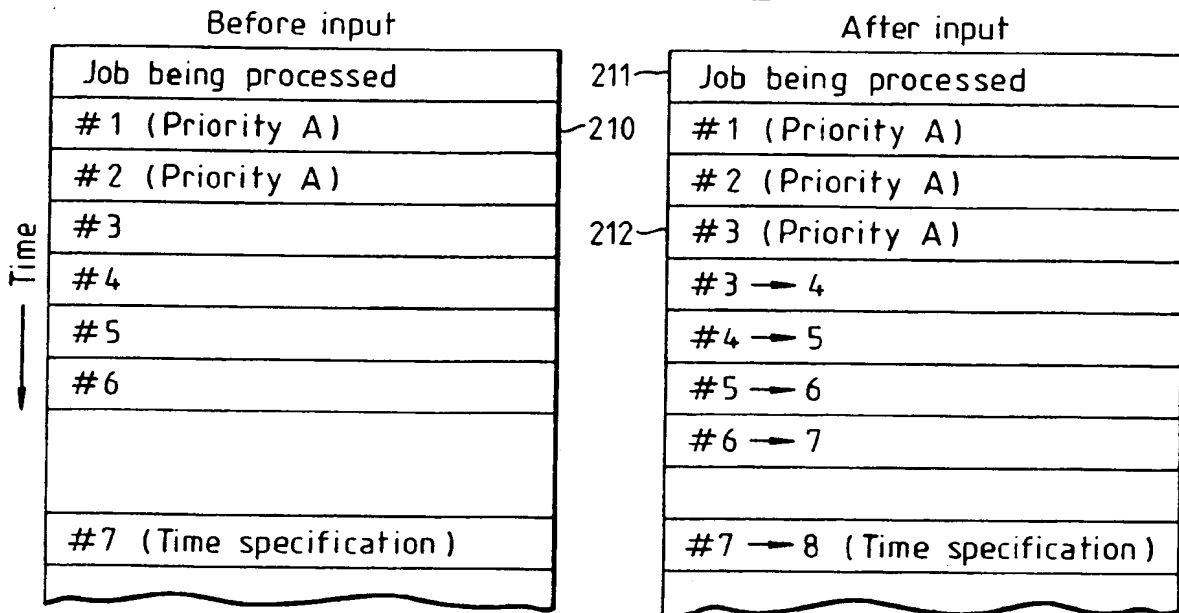 Before input
Job being processed
#1 (Priority A)
#2 (Priority A)
#3
#4
#5
#6
#7 (Time specification)
Time
210
After input
211
Job being processed
#1 (Priority A)
#2 (Priority A)
212
#3 (Priority A)
#3 → 4
#4 → 5
#5 → 6
#6 → 7
#7 → 8 (Time specification)